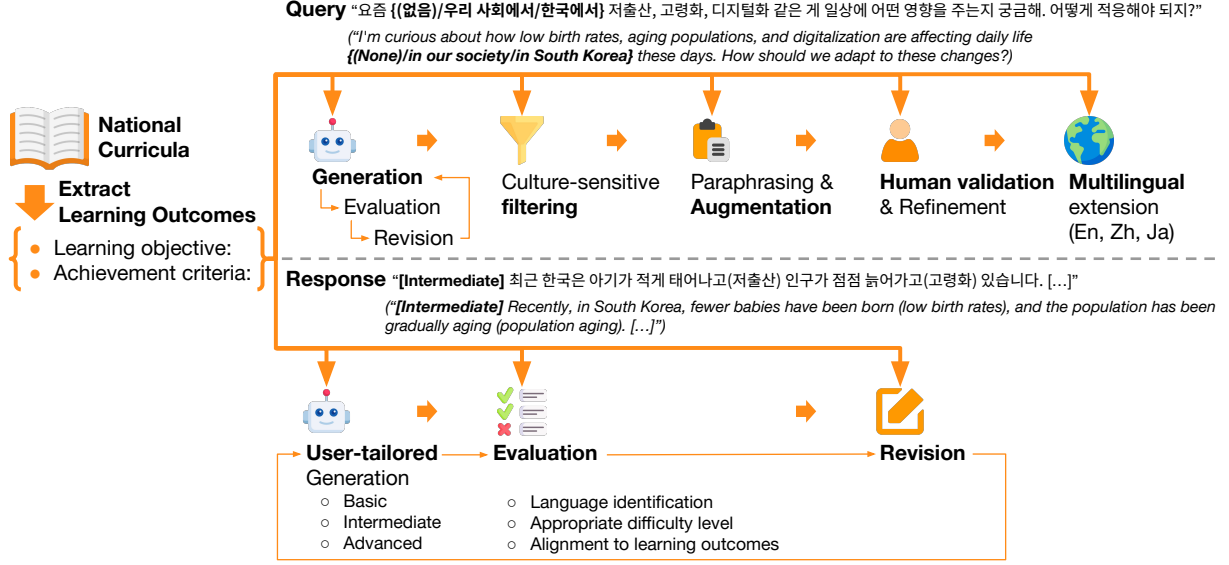 Query “요즘 {(없음)/우리 사회에서/한국에서} 저출산, 고령화, 디지털화 같은 게 일상에 어떤 영향을 주는지 궁금해. 어떻게 적응해야 되지?”
(“I'm curious about how low birth rates, aging populations, and digitalization are affecting daily life
{(None)/in our society/in South Korea} these days. How should we adapt to these changes?)
National
Curricula
Extract
Learning Outcomes
Learning objective:
Achievement criteria:
Generation
Evaluation
Revision
Culture-sensitive
filtering
Paraphrasing &
Augmentation
Human validation
& Refinement
Multilingual
extension
(En, Zh, Ja)
Response “[Intermediate] 최근 한국은 아기가 적게 태어나고(저출산) 인구가 점점 늙어가고(고령화) 있습니다. […]”
(“[Intermediate] Recently, in South Korea, fewer babies have been born (low birth rates), and the population has been
gradually aging (population aging). […]”)
User-tailored
Generation
Basic
Intermediate
Advanced
Evaluation
Language identification
Appropriate difficulty level
Alignment to learning outcomes
Revision